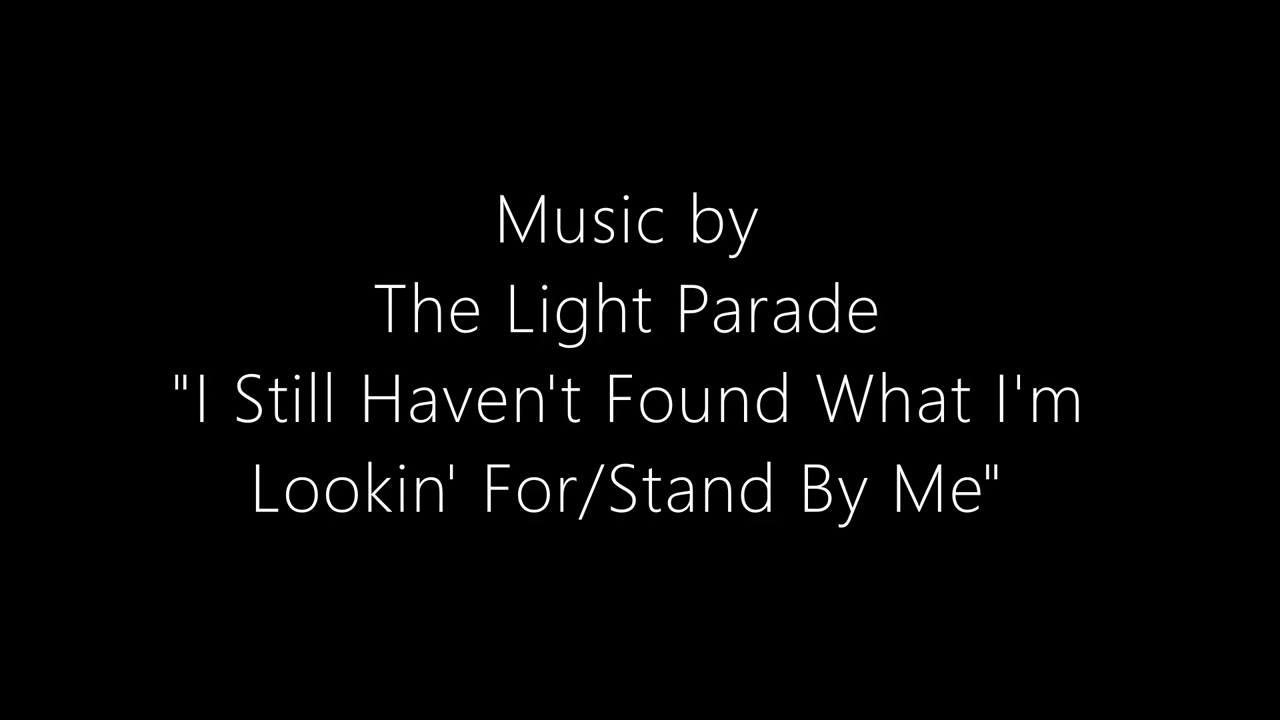 Music by
The Light Parade
"I Still Haven't Found What I'm
Lookin' For/Stand By Me"